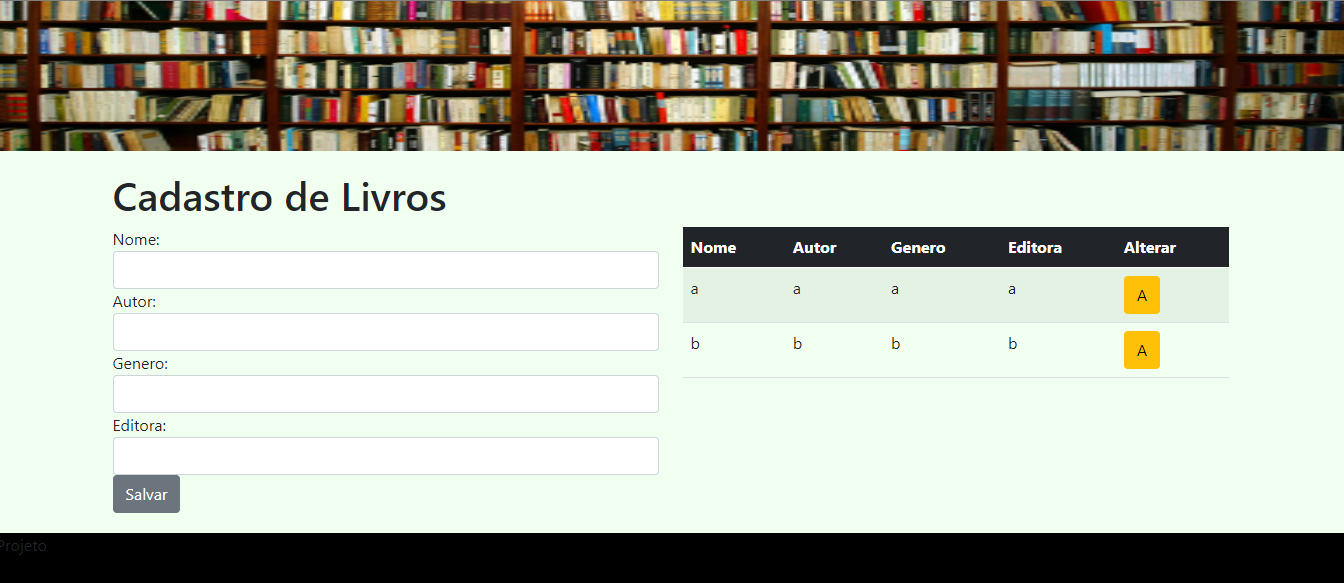 Cadastro de Livros
Nome:
Autor:
Genero:
Editora:
Salvar
Nome Autor Genero Editora Alterar
a a a a A
b b b b A
Projeto